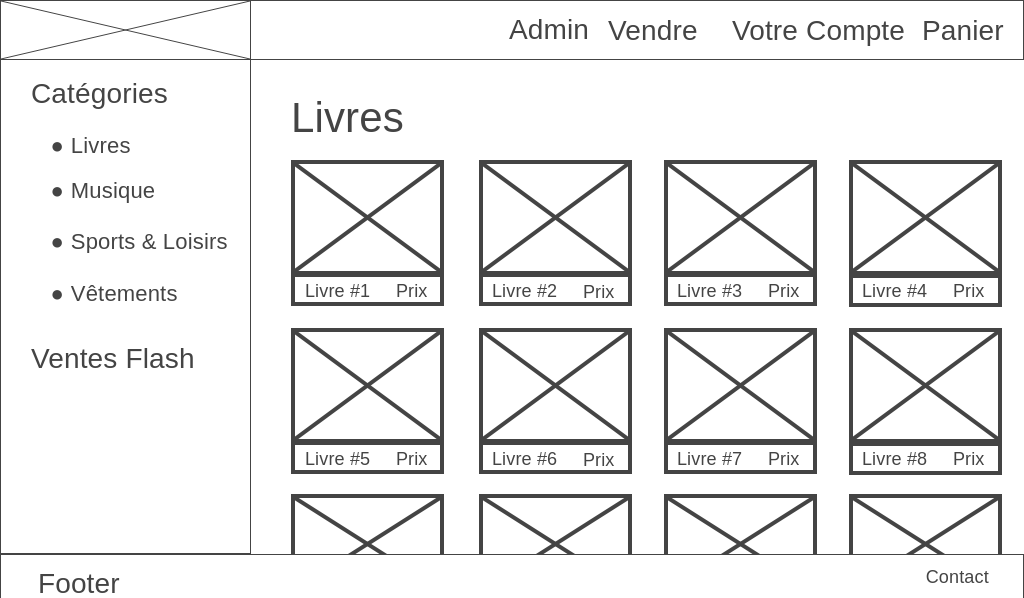 Admin Vendre Votre Compte Panier
Catégories
● Livres
● Musique
● Sports & Loisirs
● Vêtements
Ventes Flash
Livres
Livre #1 Prix Livre #2 Prix Livre #3 Prix Livre #4 Prix
Livre #5 Prix Livre #6 Prix Livre #7 Prix Livre #8 Prix
Footer Contact